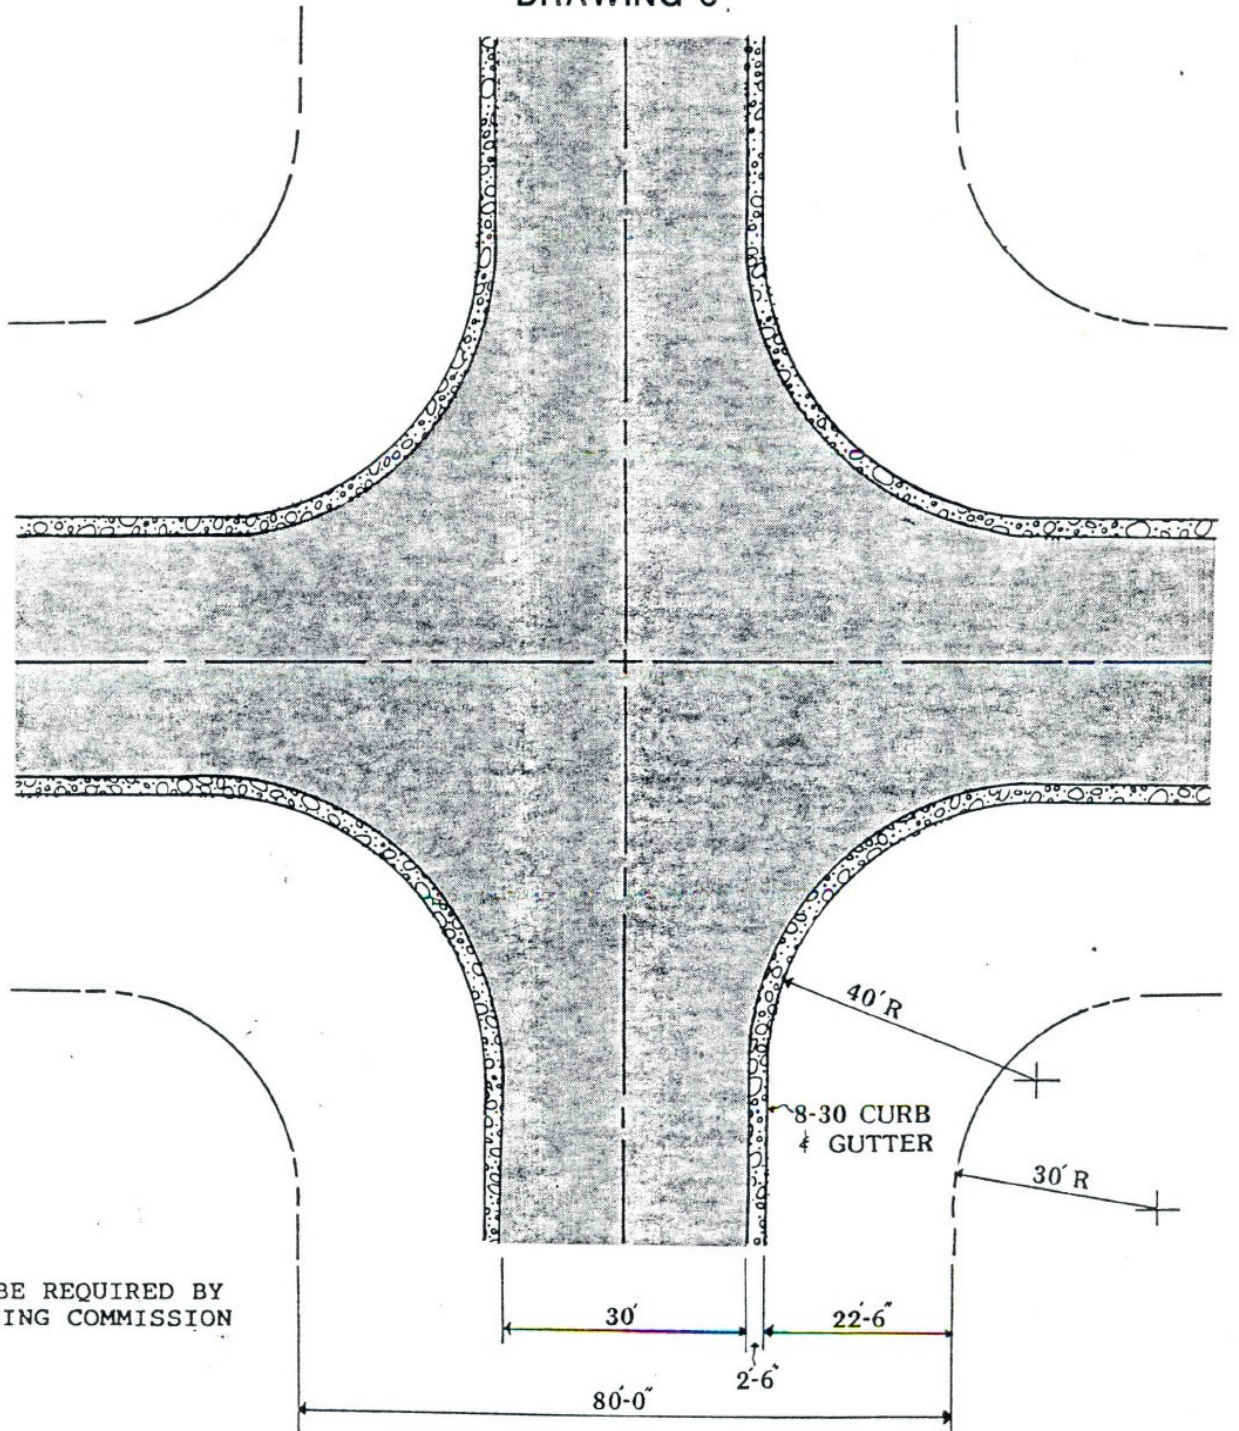 40' R
8-30 CURB
& GUTTER
30' R
BE REQUIRED BY
ING COMMISSION
30'
22'-6"
2'-6"
80'-0"